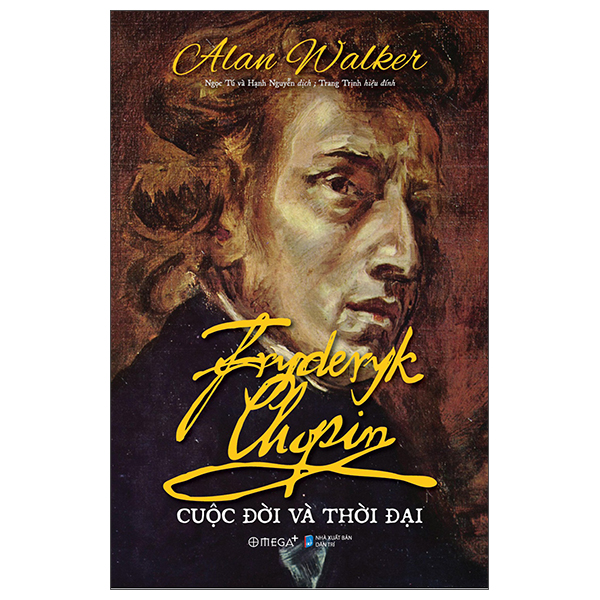 Alan Walker
Ngọc Tú và Hạnh Nguyễn dịch ; Trang Trịnh hiệu đính
Fryderyk
Chopin
CUỘC ĐỜI VÀ THỜI ĐẠI
OMEGA+
NHÀ XUẤT BẢN
DÂN TRÍ